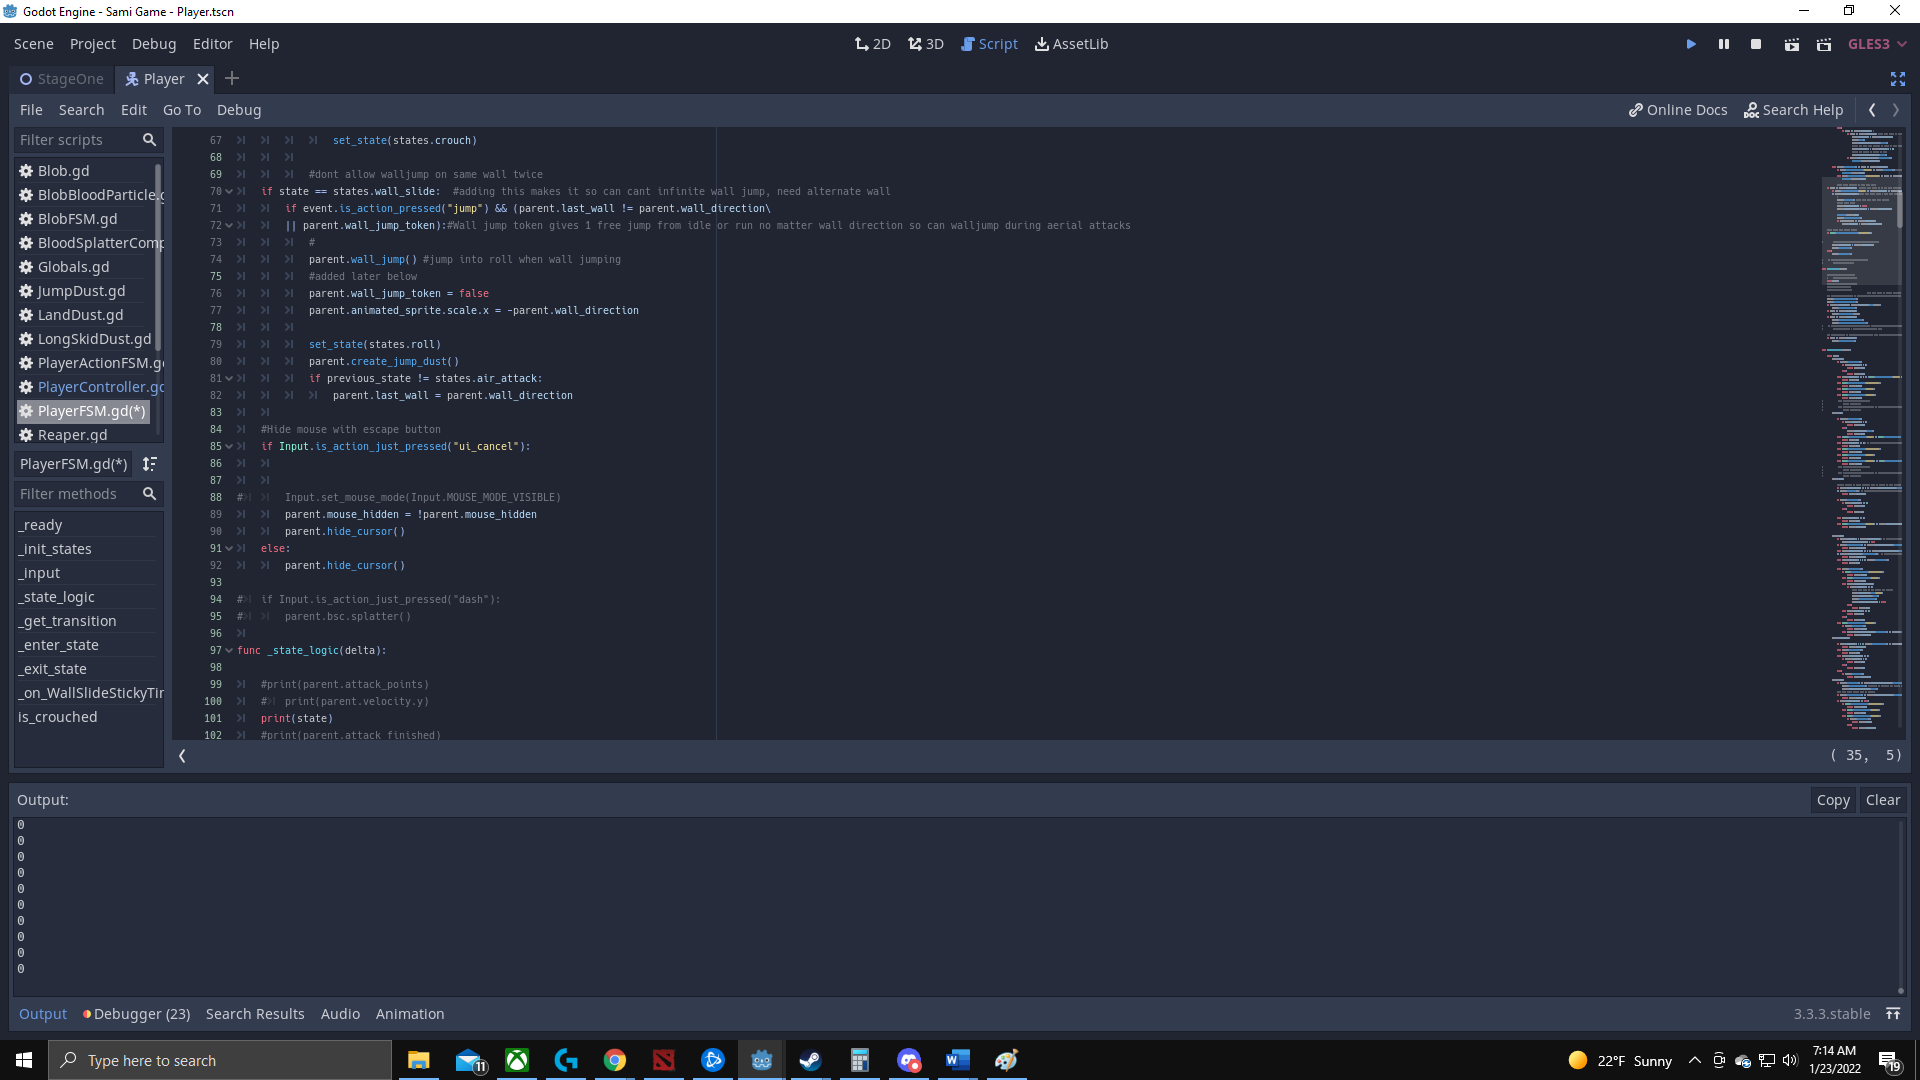 Godot Engine - Sami Game - Player.tscn
Scene Project Debug Editor Help
2D 3D Script AssetLib
GLES3
StageOne Player
File Search Edit Go To Debug
Online Docs Search Help
Filter scripts
Blob.gd
BlobBloodParticle.g
BlobFSM.gd
BloodSplatterComp
Globals.gd
JumpDust.gd
LandDust.gd
LongSkidDust.gd
PlayerActionFSM.gd
PlayerController.gd
PlayerFSM.gd(*)
Reaper.gd
PlayerFSM.gd(*)
Filter methods
_ready
_init_states
_input
_state_logic
_get_transition
_enter_state
_exit_state
_on_WallSlideStickyTin
is_crouched
67 set_state(states.crouch)
68
69 #dont allow walljump on same wall twice
70 if state == states.wall_slide: #adding this makes it so can cant infinite wall jump, need alternate wall
71 if event.is_action_pressed("jump") && (parent.last_wall != parent.wall_direction\
72 || parent.wall_jump_token):#Wall jump token gives 1 free jump from idle or run no matter wall direction so can walljump during aerial attacks
73 #
74 parent.wall_jump() #jump into roll when wall jumping
75 #added later below
76 parent.wall_jump_token = false
77 parent.animated_sprite.scale.x = -parent.wall_direction
78
79 set_state(states.roll)
80 parent.create_jump_dust()
81 if previous_state != states.air_attack:
82 parent.last_wall = parent.wall_direction
83
84 #Hide mouse with escape button
85 if Input.is_action_just_pressed("ui_cancel"):
86
87
88 # Input.set_mouse_mode(Input.MOUSE_MODE_VISIBLE)
89 parent.mouse_hidden = !parent.mouse_hidden
90 parent.hide_cursor()
91 else:
92 parent.hide_cursor()
93
94 # if Input.is_action_just_pressed("dash"):
95 # parent.bsc.splatter()
96
97 func _state_logic(delta):
98
99 #print(parent.attack_points)
100 # print(parent.velocity.y)
101 print(state)
102 #print(parent.attack_finished)
( 35, 5)
Output:
Copy Clear
0
0
0
0
0
0
0
0
0
0
Output Debugger (23) Search Results Audio Animation
3.3.3.stable
Type here to search
11
22°F Sunny
7:14 AM
1/23/2022
19